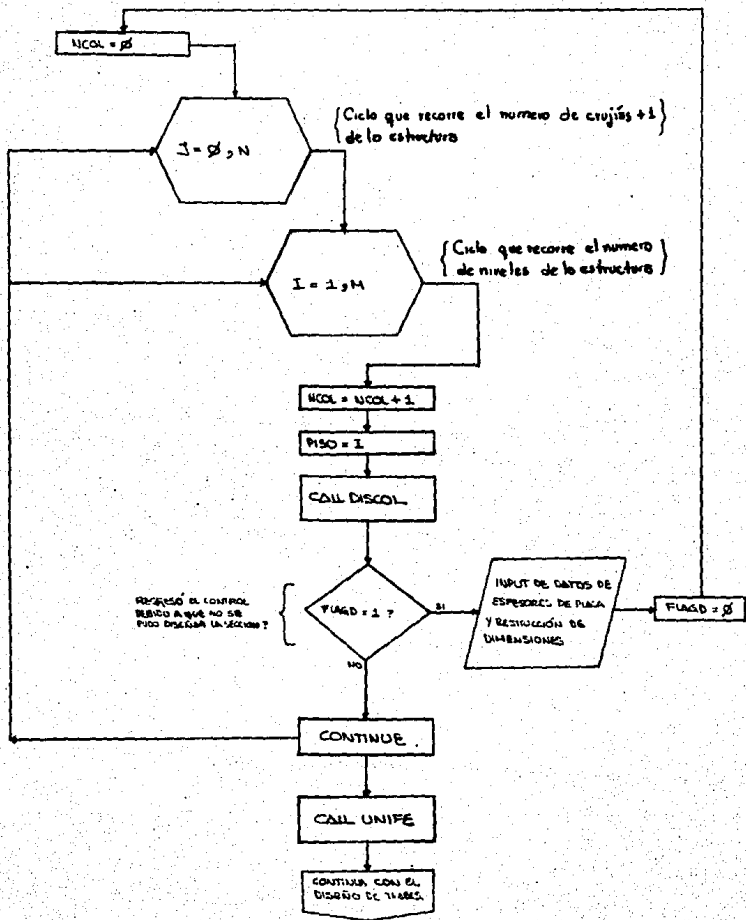 NCOL = Ø
J = Ø, N
{ Ciclo que recorre el numero de crujías +1 }
de la estructura
I = 1, M
{ Ciclo que recorre el numero
de niveles de la estructura }
NCOL = NCOL + 1
PISO = I
CALL DISCOL
REGRESÓ EL CONTROL
DEBIDO A QUE NO SE
PUDO DISEÑAR LA SECCION?
FLAGD = 1 ?
SI
INPUT DE DATOS DE
ESPESORES DE PLACA
Y RESTRICCIÓN DE
DIMENSIONES
FLAGD = Ø
NO
CONTINUE .
CALL UNIFE
CONTINUA CON EL
DISEÑO DE TRABES.